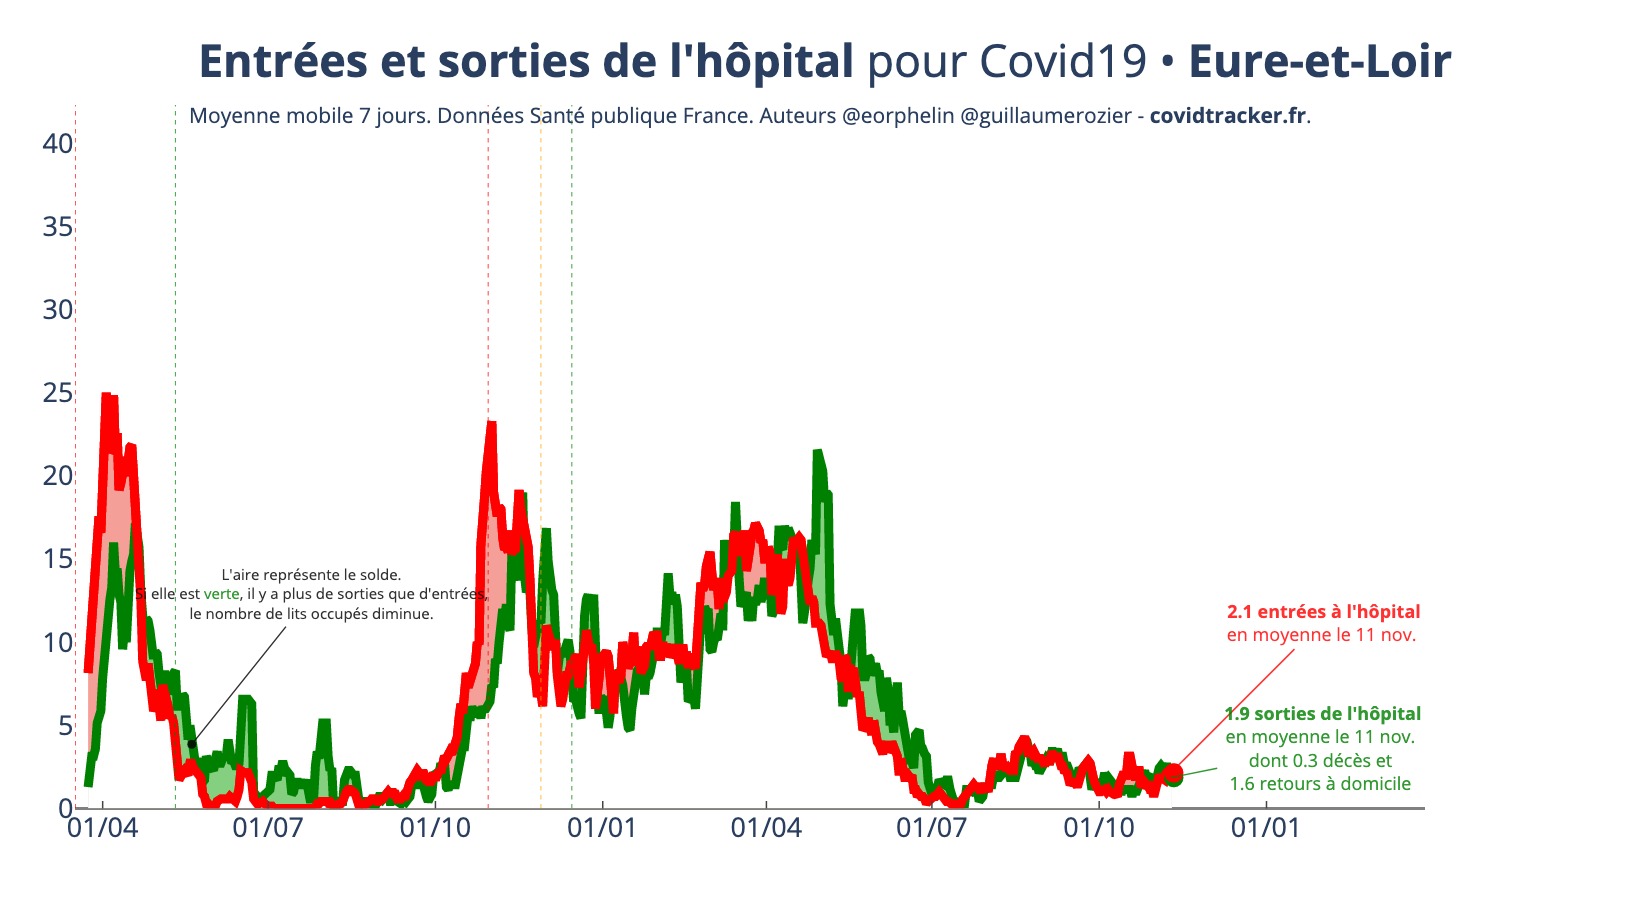 Entrées et sorties de l'hôpital pour Covid19 • Eure-et-Loir
Moyenne mobile 7 jours. Données Santé publique France. Auteurs @eorphelin @guillaumerozier - covidtracker.fr.
40
35
30
25
20
15
10
5
0
L'aire représente le solde.
Si elle est verte, il y a plus de sorties que d'entrées,
le nombre de lits occupés diminue.
2.1 entrées à l'hôpital
en moyenne le 11 nov.
1.9 sorties de l'hôpital
en moyenne le 11 nov.
dont 0.3 décès et
1.6 retours à domicile
01/04 01/07 01/10 01/01 01/04 01/07 01/10 01/01